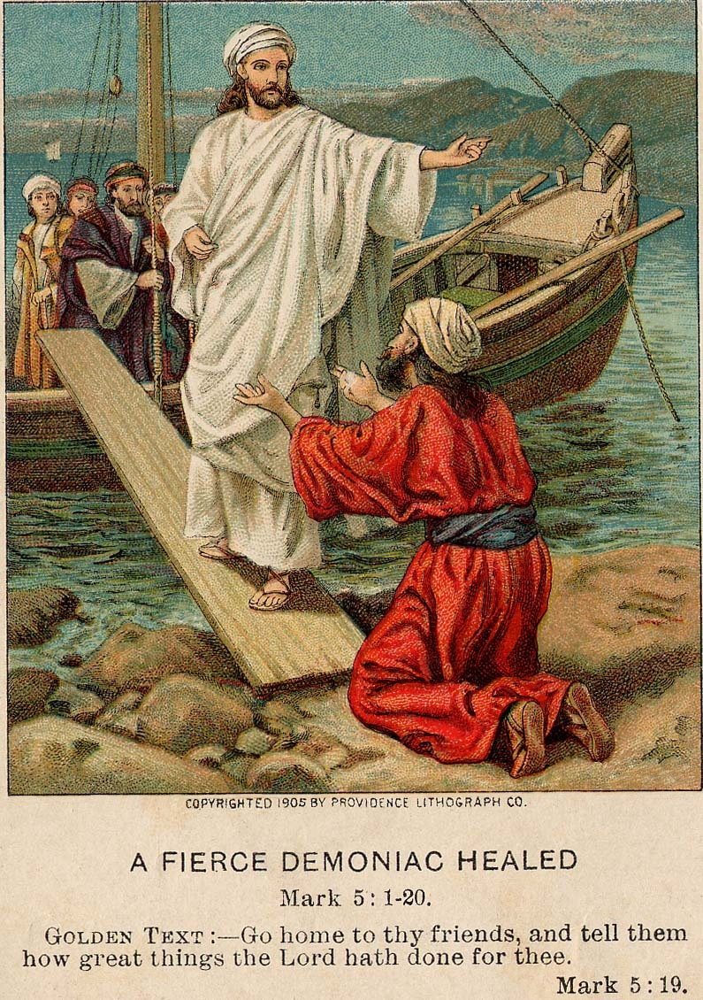 COPYRIGHTED 1905 BY PROVIDENCE LITHOGRAPH CO.
A FIERCE DEMONIAC HEALED
Mark 5: 1-20.
GOLDEN TEXT:—Go home to thy friends, and tell them
how great things the Lord hath done for thee.
Mark 5:19.